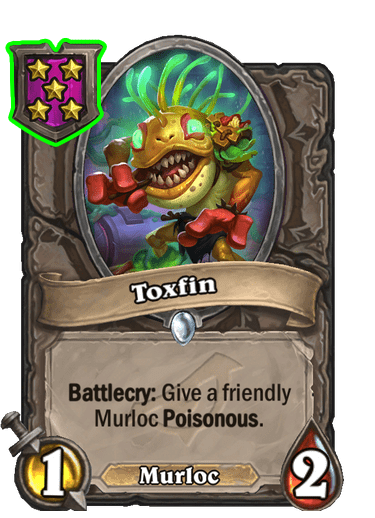 Toxfin
Battlecry: Give a friendly
Murloc Poisonous.
1
Murloc
2